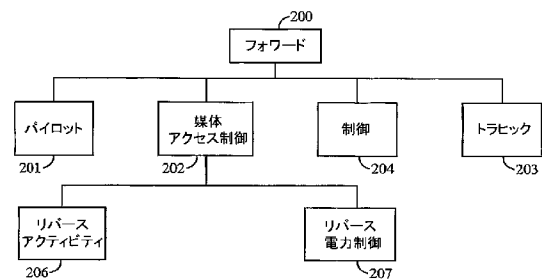 200
フォワード
パイロット
201
媒体
アクセス制御
202
制御
204
トラヒック
203
リバース
アクティビティ
206
リバース
電力制御
207